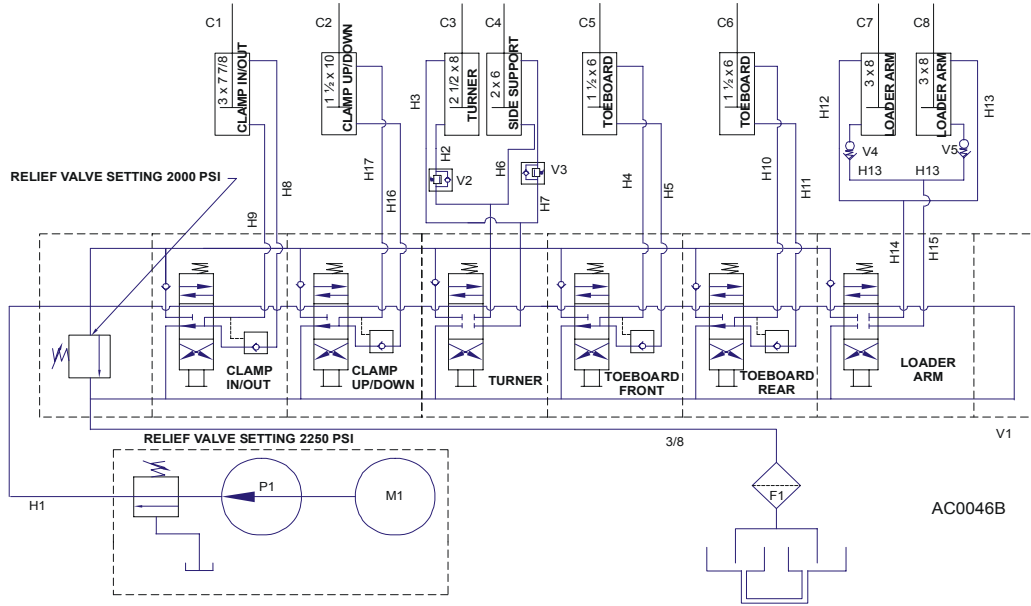 C1
C2
C3
C4
C5
C6
C7
C8
3 x 7 7/8
CLAMP IN/OUT
1 ½ x 10
CLAMP UP/DOWN
2 1/2 x 8
TURNER
2 x 6
SIDE SUPPORT
1 ½ x 6
TOEBOARD
1 ½ x 6
TOEBOARD
3 x 8
LOADER ARM
3 x 8
LOADER ARM
H3
H12
H13
H2
H6
V4
V5
H17
H10
V2
V3
H13
H13
RELIEF VALVE SETTING 2000 PSI
H8
H16
H4
H5
H11
H9
H7
H14
H15
CLAMP
IN/OUT
CLAMP
UP/DOWN
TURNER
TOEBOARD
FRONT
TOEBOARD
REAR
LOADER
ARM
V1
RELIEF VALVE SETTING 2250 PSI
3/8
P1
M1
F1
H1
AC0046B